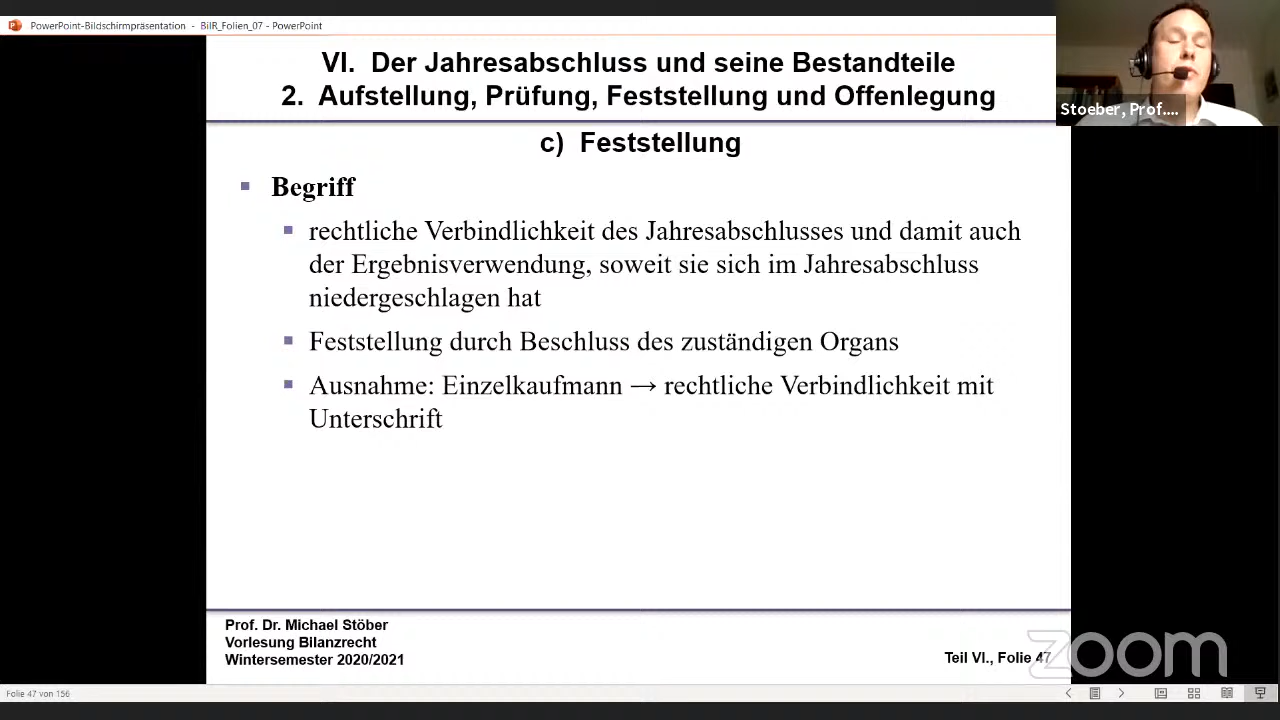 PowerPoint-Bildschirmpräsentation - BilR_Folien_07 - PowerPoint
VI. Der Jahresabschluss und seine Bestandteile
2. Aufstellung, Prüfung, Feststellung und Offenlegung
Stoeber, Prof....
c) Feststellung
Begriff
rechtliche Verbindlichkeit des Jahresabschlusses und damit auch
der Ergebnisverwendung, soweit sie sich im Jahresabschluss
niedergeschlagen hat
Feststellung durch Beschluss des zuständigen Organs
Ausnahme: Einzelkaufmann → rechtliche Verbindlichkeit mit
Unterschrift
Prof. Dr. Michael Stöber
Vorlesung Bilanzrecht
Wintersemester 2020/2021
Teil VI., Folie 47
zoom
Folie 47 von 156